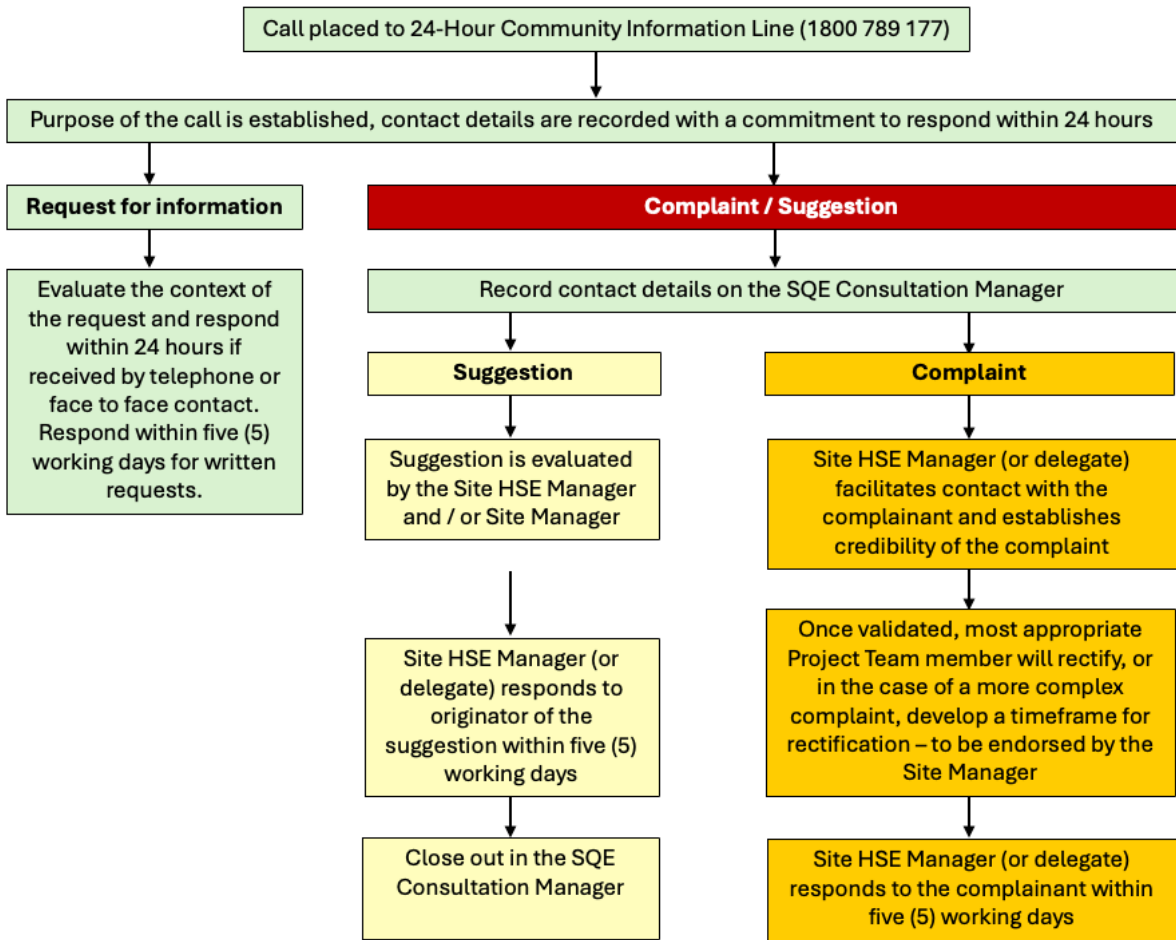 Call placed to 24-Hour Community Information Line (1800 789 177)
Purpose of the call is established, contact details are recorded with a commitment to respond within 24 hours
Request for information
Evaluate the context of
the request and respond
within 24 hours if
received by telephone or
face to face contact.
Respond within five (5)
working days for written
requests.
Complaint / Suggestion
Record contact details on the SQE Consultation Manager
Suggestion
Suggestion is evaluated
by the Site HSE Manager
and / or Site Manager
Site HSE Manager (or
delegate) responds to
originator of the
suggestion within five (5)
working days
Close out in the SQE
Consultation Manager
Complaint
Site HSE Manager (or delegate)
facilitates contact with the
complainant and establishes
credibility of the complaint
Once validated, most appropriate
Project Team member will rectify, or
in the case of a more complex
complaint, develop a timeframe for
rectification – to be endorsed by the
Site Manager
Site HSE Manager (or delegate)
responds to the complainant within
five (5) working days